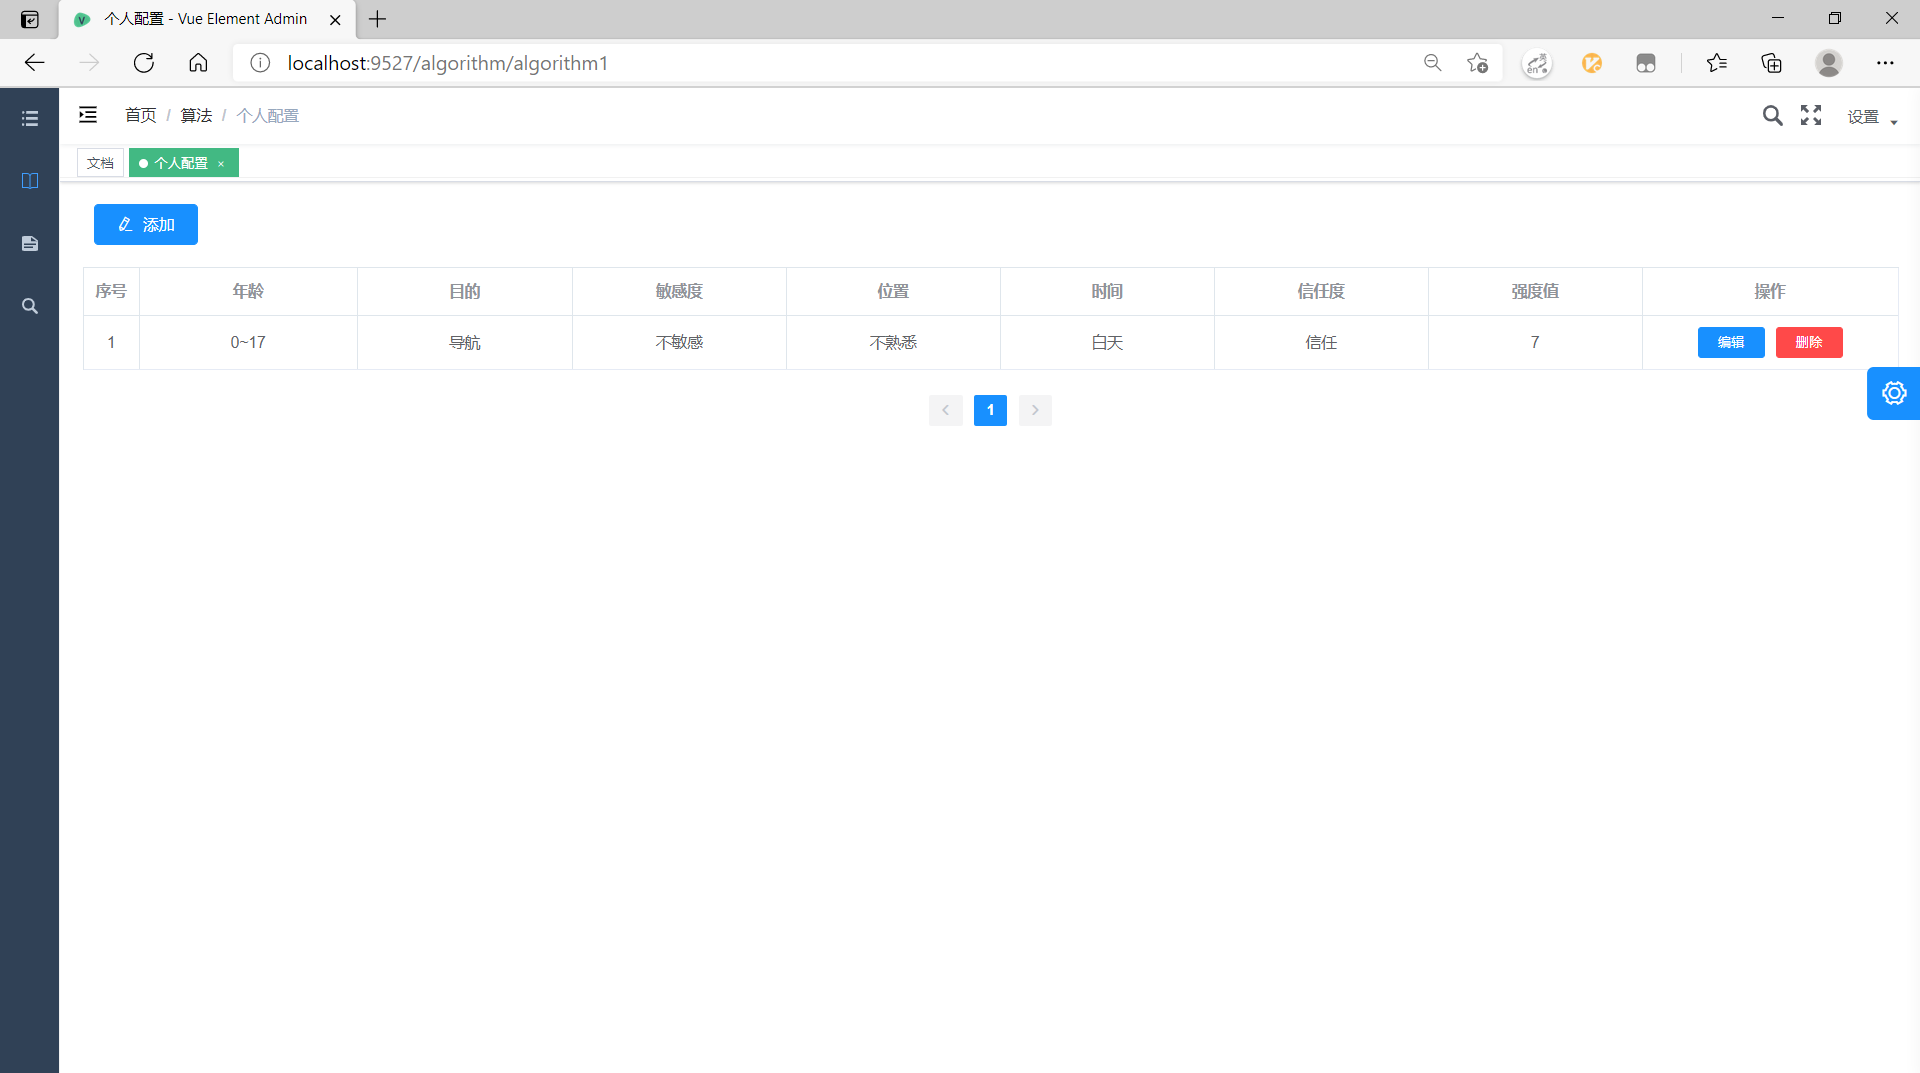 个人配置 - Vue Element Admin
localhost:9527/algorithm/algorithm1
首页 / 算法 / 个人配置
设置
文档 个人配置 ×
添加
序号 年龄 目的 敏感度 位置 时间 信任度 强度值 操作
1 0~17 导航 不敏感 不熟悉 白天 信任 7 编辑 删除
1